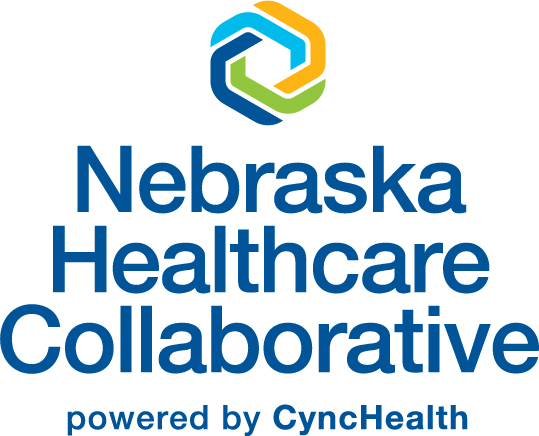 Nebraska
Healthcare
Collaborative
powered by CyncHealth